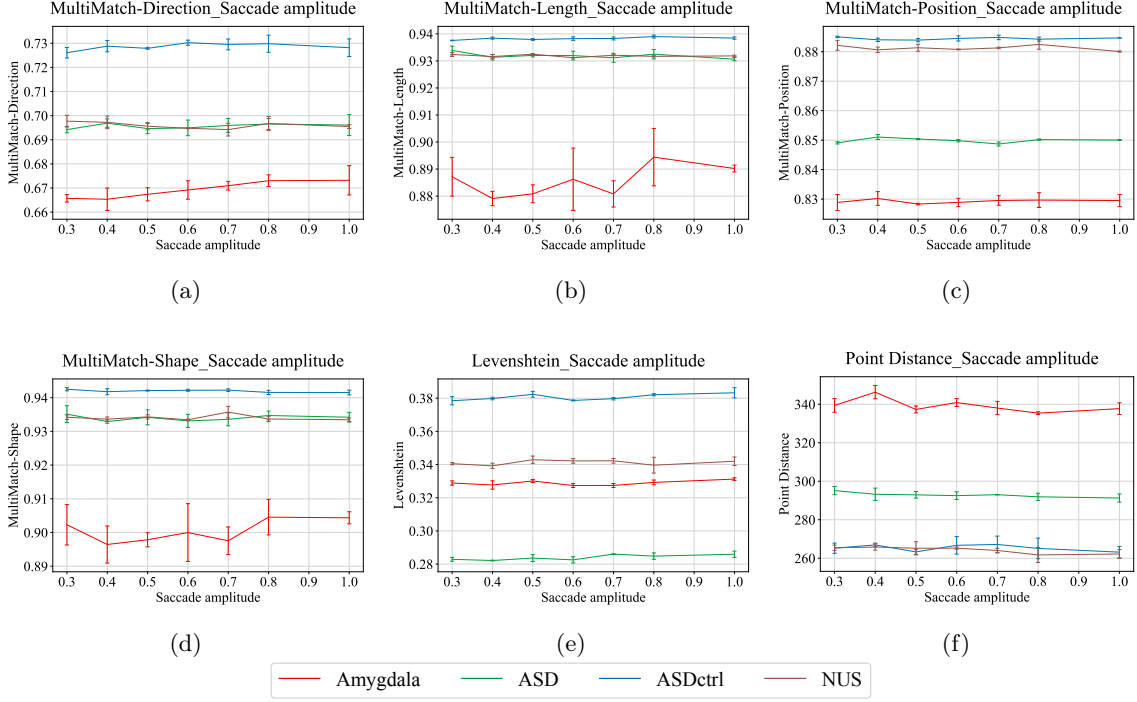 MultiMatch-Direction_Saccade amplitude
MultiMatch-Direction
0.73
0.72
0.71
0.70
0.69
0.68
0.67
0.66
0.3 0.4 0.5 0.6 0.7 0.8 0.9 1.0
Saccade amplitude
(a)
MultiMatch-Length_Saccade amplitude
MultiMatch-Length
0.94
0.93
0.92
0.91
0.90
0.89
0.88
0.3 0.4 0.5 0.6 0.7 0.8 0.9 1.0
Saccade amplitude
(b)
MultiMatch-Position_Saccade amplitude
MultiMatch-Position
0.88
0.87
0.86
0.85
0.84
0.83
0.3 0.4 0.5 0.6 0.7 0.8 0.9 1.0
Saccade amplitude
(c)
MultiMatch-Shape_Saccade amplitude
MultiMatch-Shape
0.94
0.93
0.92
0.91
0.90
0.89
0.3 0.4 0.5 0.6 0.7 0.8 0.9 1.0
Saccade amplitude
(d)
Levenshtein_Saccade amplitude
Levenshtein
0.38
0.36
0.34
0.32
0.30
0.28
0.3 0.4 0.5 0.6 0.7 0.8 0.9 1.0
Saccade amplitude
(e)
Point Distance_Saccade amplitude
Point Distance
340
320
300
280
260
0.3 0.4 0.5 0.6 0.7 0.8 0.9 1.0
Saccade amplitude
(f)
Amygdala ASD ASDctrl NUS